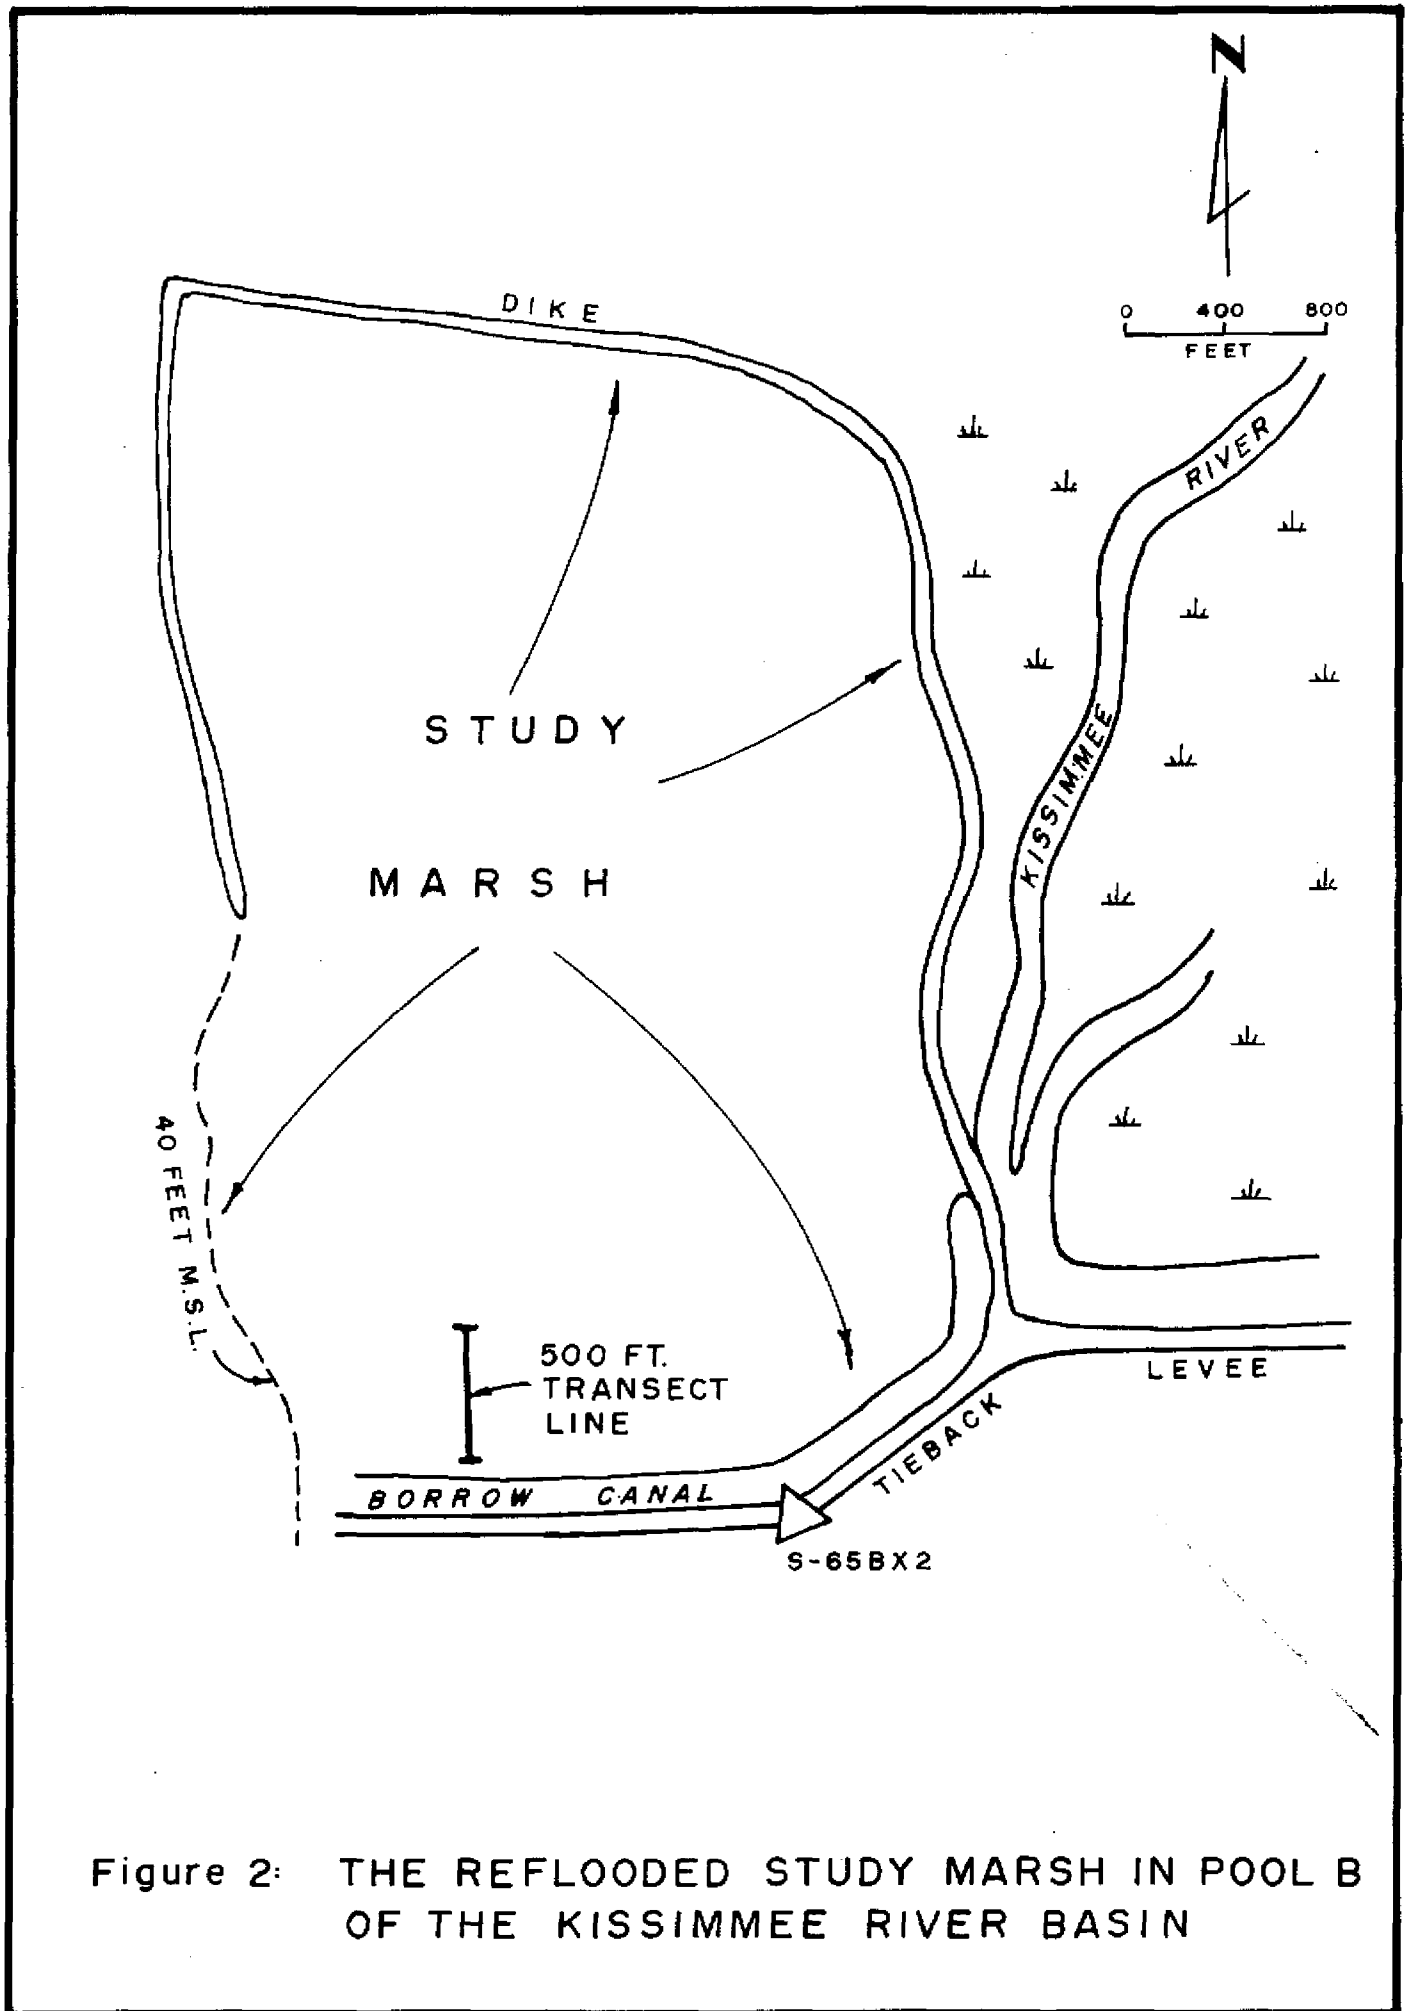 N
0 400 800
FEET
DIKE
RIVER
KISSIMMEE
STUDY
MARSH
40 FEET M.S.L.
500 FT.
TRANSECT
LINE
LEVEE
TIEBACK
BORROW CANAL
S-65BX2
Figure 2: THE REFLOODED STUDY MARSH IN POOL B
OF THE KISSIMMEE RIVER BASIN